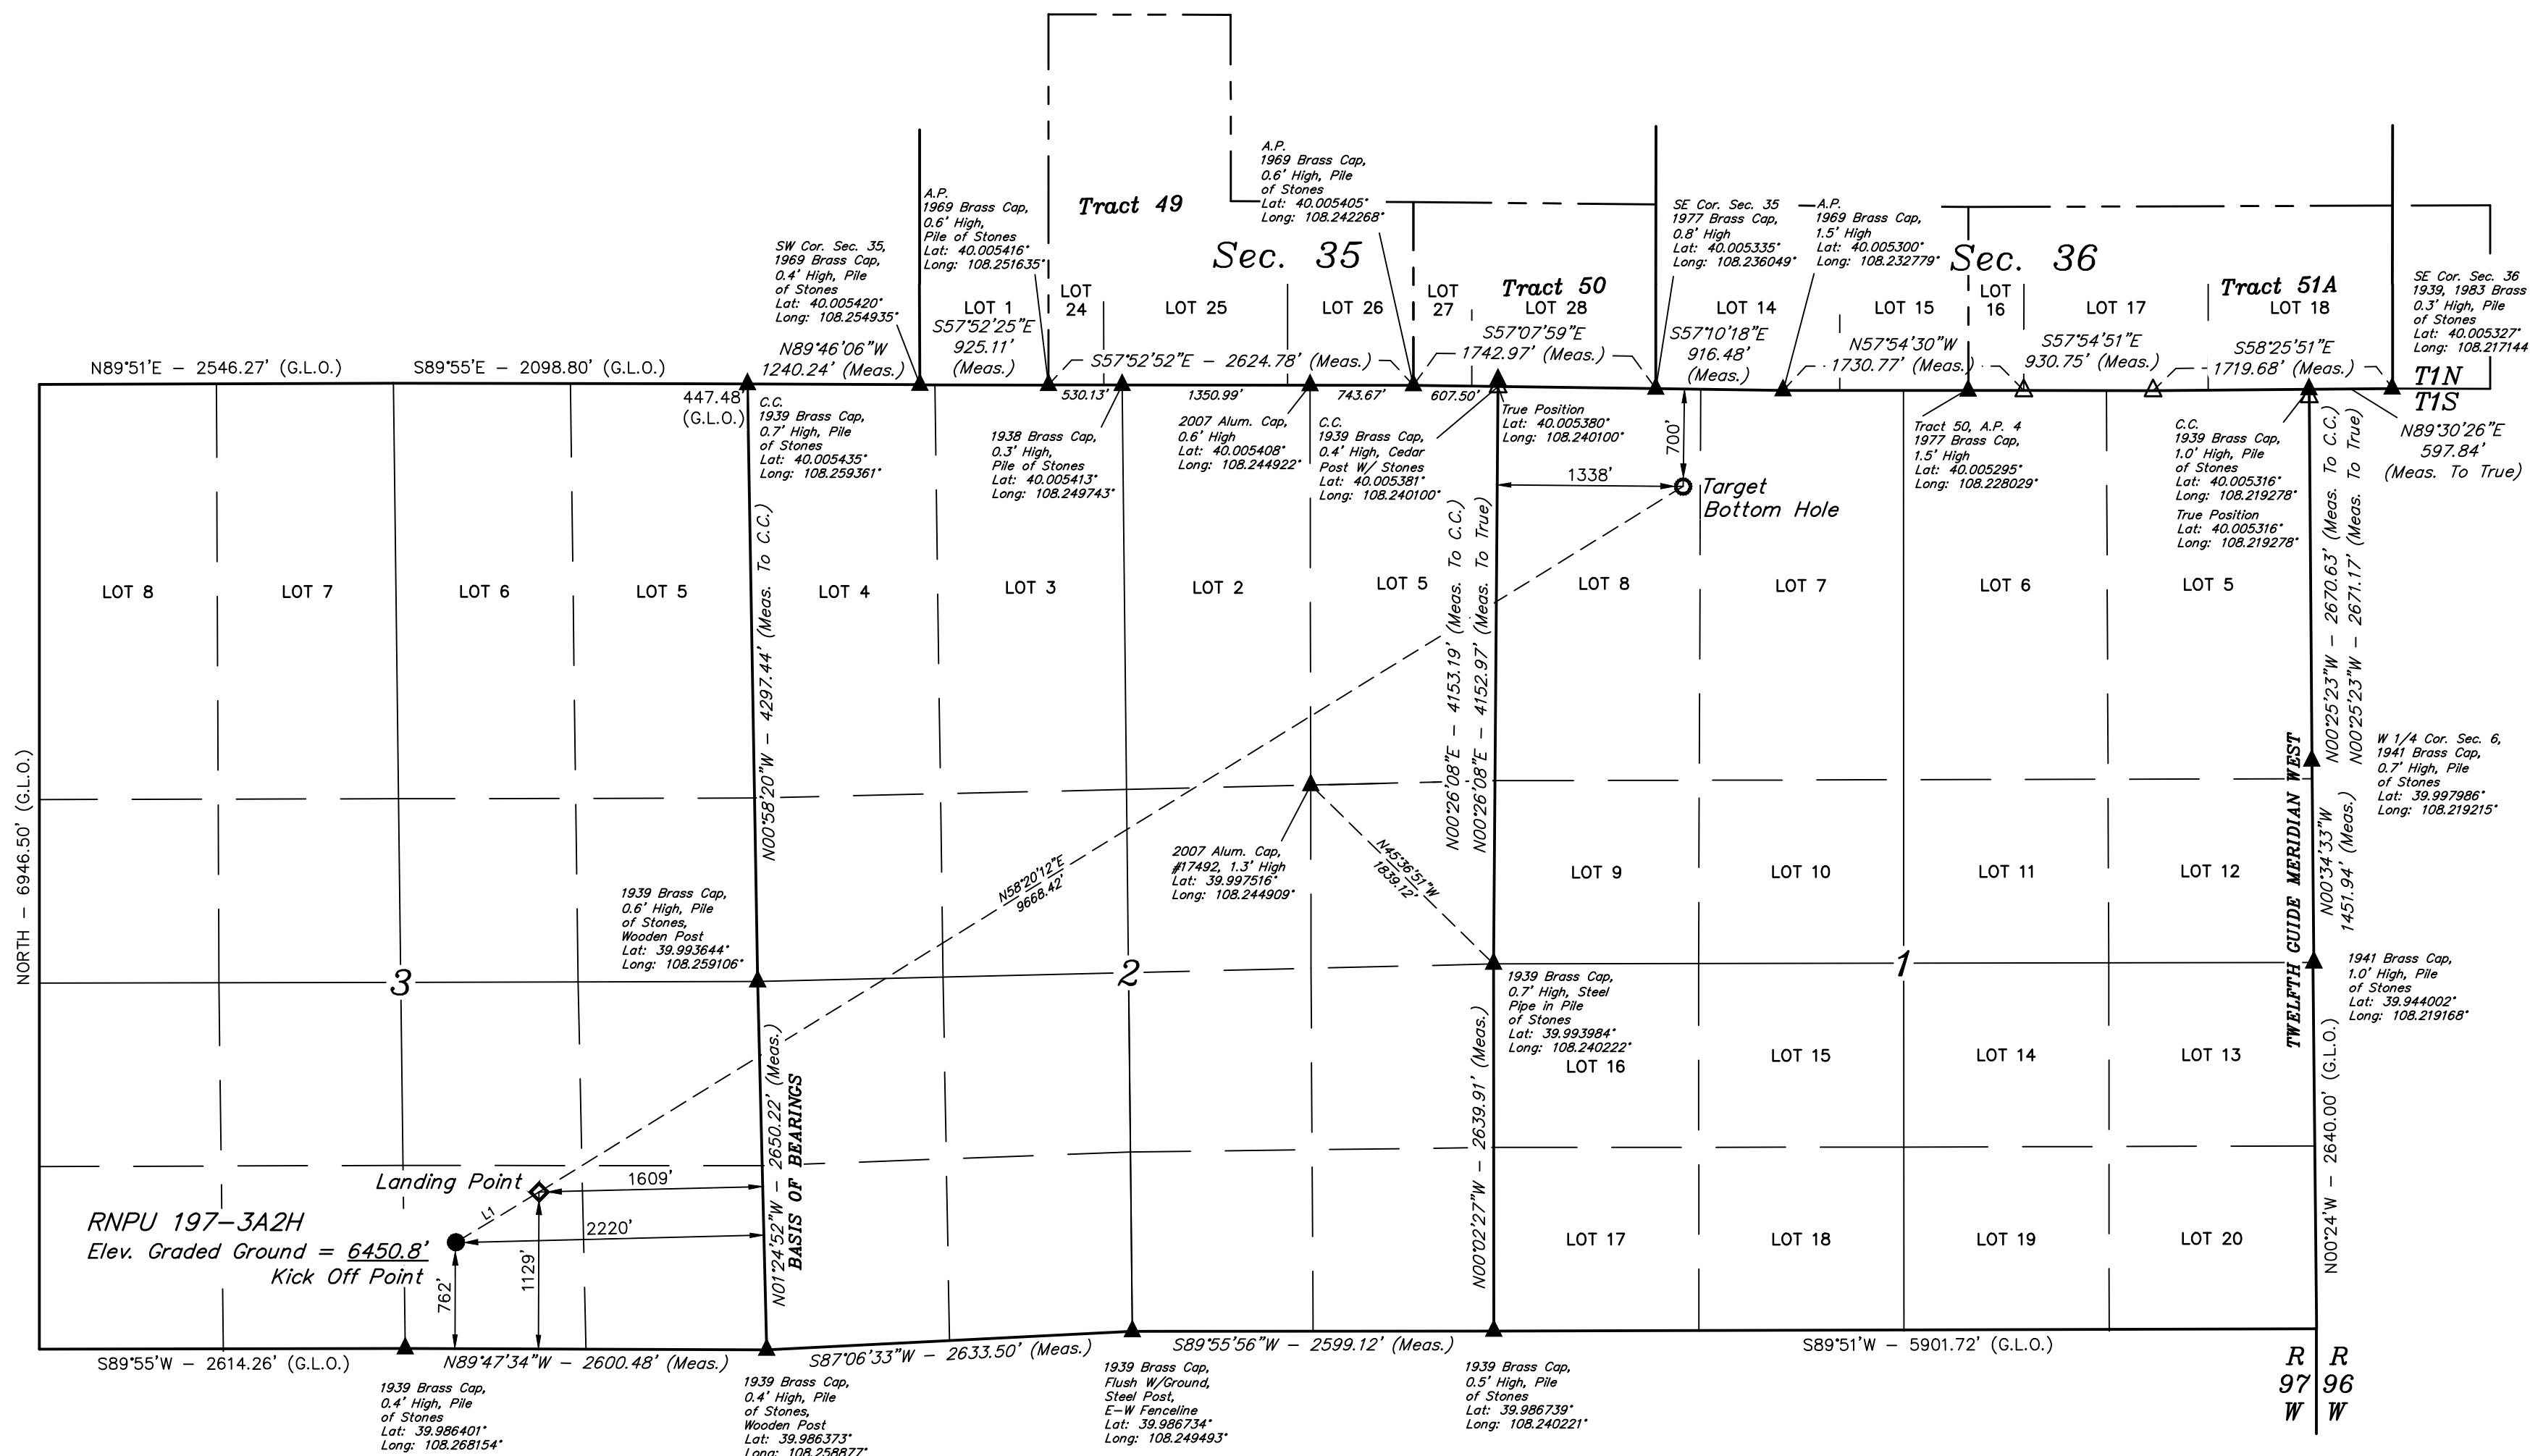 A.P.
1969 Brass Cap,
0.6' High, Pile
of Stones
Lat: 40.005405°
Long: 108.242268°
A.P.
1969 Brass Cap,
0.6' High,
Pile of Stones
Lat: 40.005416°
Long: 108.251635°
Tract 49
SE Cor. Sec. 35
1977 Brass Cap,
0.8' High
Lat: 40.005335°
Long: 108.236049°
A.P.
1969 Brass Cap,
1.5' High
Lat: 40.005300°
Long: 108.232779°
SW Cor. Sec. 35,
1969 Brass Cap,
0.4' High, Pile
of Stones
Lat: 40.005420°
Long: 108.254935°
Sec. 35
Sec. 36
SE Cor. Sec. 36
1939, 1983 Brass
0.3' High, Pile
of Stones
Lat: 40.005327°
Long: 108.217144
LOT 1
LOT
24
LOT 25
LOT 26
LOT
27
Tract 50
LOT 28
LOT 14
LOT 15
LOT
16
LOT 17
Tract 51A
LOT 18
N89°51'E – 2546.27' (G.L.O.)
S89°55'E – 2098.80' (G.L.O.)
N89°46'06"W
1240.24' (Meas.)
S57°52'25"E
925.11'
(Meas.)
S57°52'52"E – 2624.78' (Meas.)
S57°07'59"E
1742.97' (Meas.)
S57°10'18"E
916.48'
(Meas.)
N57°54'30"W
1730.77' (Meas.)
S57°54'51"E
930.75' (Meas.)
S58°25'51"E
1719.68' (Meas.)
T1N
T1S
447.48'
(G.L.O.)
530.13'
1350.99'
743.67'
607.50'
C.C.
1939 Brass Cap,
0.7' High, Pile
of Stones
Lat: 40.005435°
Long: 108.259361°
1938 Brass Cap,
0.3' High,
Pile of Stones
Lat: 40.005413°
Long: 108.249743°
2007 Alum. Cap,
0.6' High
Lat: 40.005408°
Long: 108.244922°
C.C.
1939 Brass Cap,
0.4' High, Cedar
Post W/ Stones
Lat: 40.005381°
Long: 108.240100°
True Position
Lat: 40.005380°
Long: 108.240100°
700'
1338'
Target
Bottom Hole
Tract 50, A.P. 4
1977 Brass Cap,
1.5' High
Lat: 40.005295°
Long: 108.228029°
C.C.
1939 Brass Cap,
1.0' High, Pile
of Stones
Lat: 40.005316°
Long: 108.219278°
True Position
Lat: 40.005316°
Long: 108.219278°
N89°30'26"E
597.84'
(Meas. To True)
N00°25'23"W – 2670.63' (Meas. To C.C.)
N00°25'23"W – 2671.17' (Meas. To True)
LOT 8
LOT 7
LOT 6
LOT 5
LOT 4
LOT 3
LOT 2
LOT 5
LOT 8
LOT 7
LOT 6
LOT 5
N00°58'20"W – 4297.44' (Meas. To C.C.)
N00°26'08"E – 4153.19' (Meas. To C.C.)
N00°26'08"E – 4152.97' (Meas. To True)
NORTH – 6946.50' (G.L.O.)
W 1/4 Cor. Sec. 6,
1941 Brass Cap,
0.7' High, Pile
of Stones
Lat: 39.997986°
Long: 108.219215°
TWELFTH GUIDE MERIDIAN WEST
N00°34'33"W
1451.94' (Meas.)
2007 Alum. Cap,
#17492, 1.3' High
Lat: 39.997516°
Long: 108.244909°
N45°36'51"W
1839.12'
N58°20'12"E
9668.42'
LOT 9
LOT 10
LOT 11
LOT 12
1939 Brass Cap,
0.6' High, Pile
of Stones,
Wooden Post
Lat: 39.993644°
Long: 108.259106°
3
2
1
1939 Brass Cap,
0.7' High, Steel
Pipe in Pile
of Stones
Lat: 39.993984°
Long: 108.240222°
1941 Brass Cap,
1.0' High, Pile
of Stones
Lat: 39.944002°
Long: 108.219168°
LOT 16
LOT 15
LOT 14
LOT 13
N01°24'52"W – 2650.22' (Meas.)
BASIS OF BEARINGS
N00°02'27"W – 2639.91' (Meas.)
N00°24'W – 2640.00' (G.L.O.)
Landing Point
1609'
L1
RNPU 197–3A2H
Elev. Graded Ground = 6450.8'
Kick Off Point
2220'
762'
1129'
LOT 17
LOT 18
LOT 19
LOT 20
S89°55'W – 2614.26' (G.L.O.)
N89°47'34"W – 2600.48' (Meas.)
S87°06'33"W – 2633.50' (Meas.)
S89°55'56"W – 2599.12' (Meas.)
S89°51'W – 5901.72' (G.L.O.)
1939 Brass Cap,
0.4' High, Pile
of Stones
Lat: 39.986401°
Long: 108.268154°
1939 Brass Cap,
0.4' High, Pile
of Stones,
Wooden Post
Lat: 39.986373°
Long: 108.258877°
1939 Brass Cap,
Flush W/Ground,
Steel Post,
E–W Fenceline
Lat: 39.986734°
Long: 108.249493°
1939 Brass Cap,
0.5' High, Pile
of Stones
Lat: 39.986739°
Long: 108.240221°
R R
97 96
W W